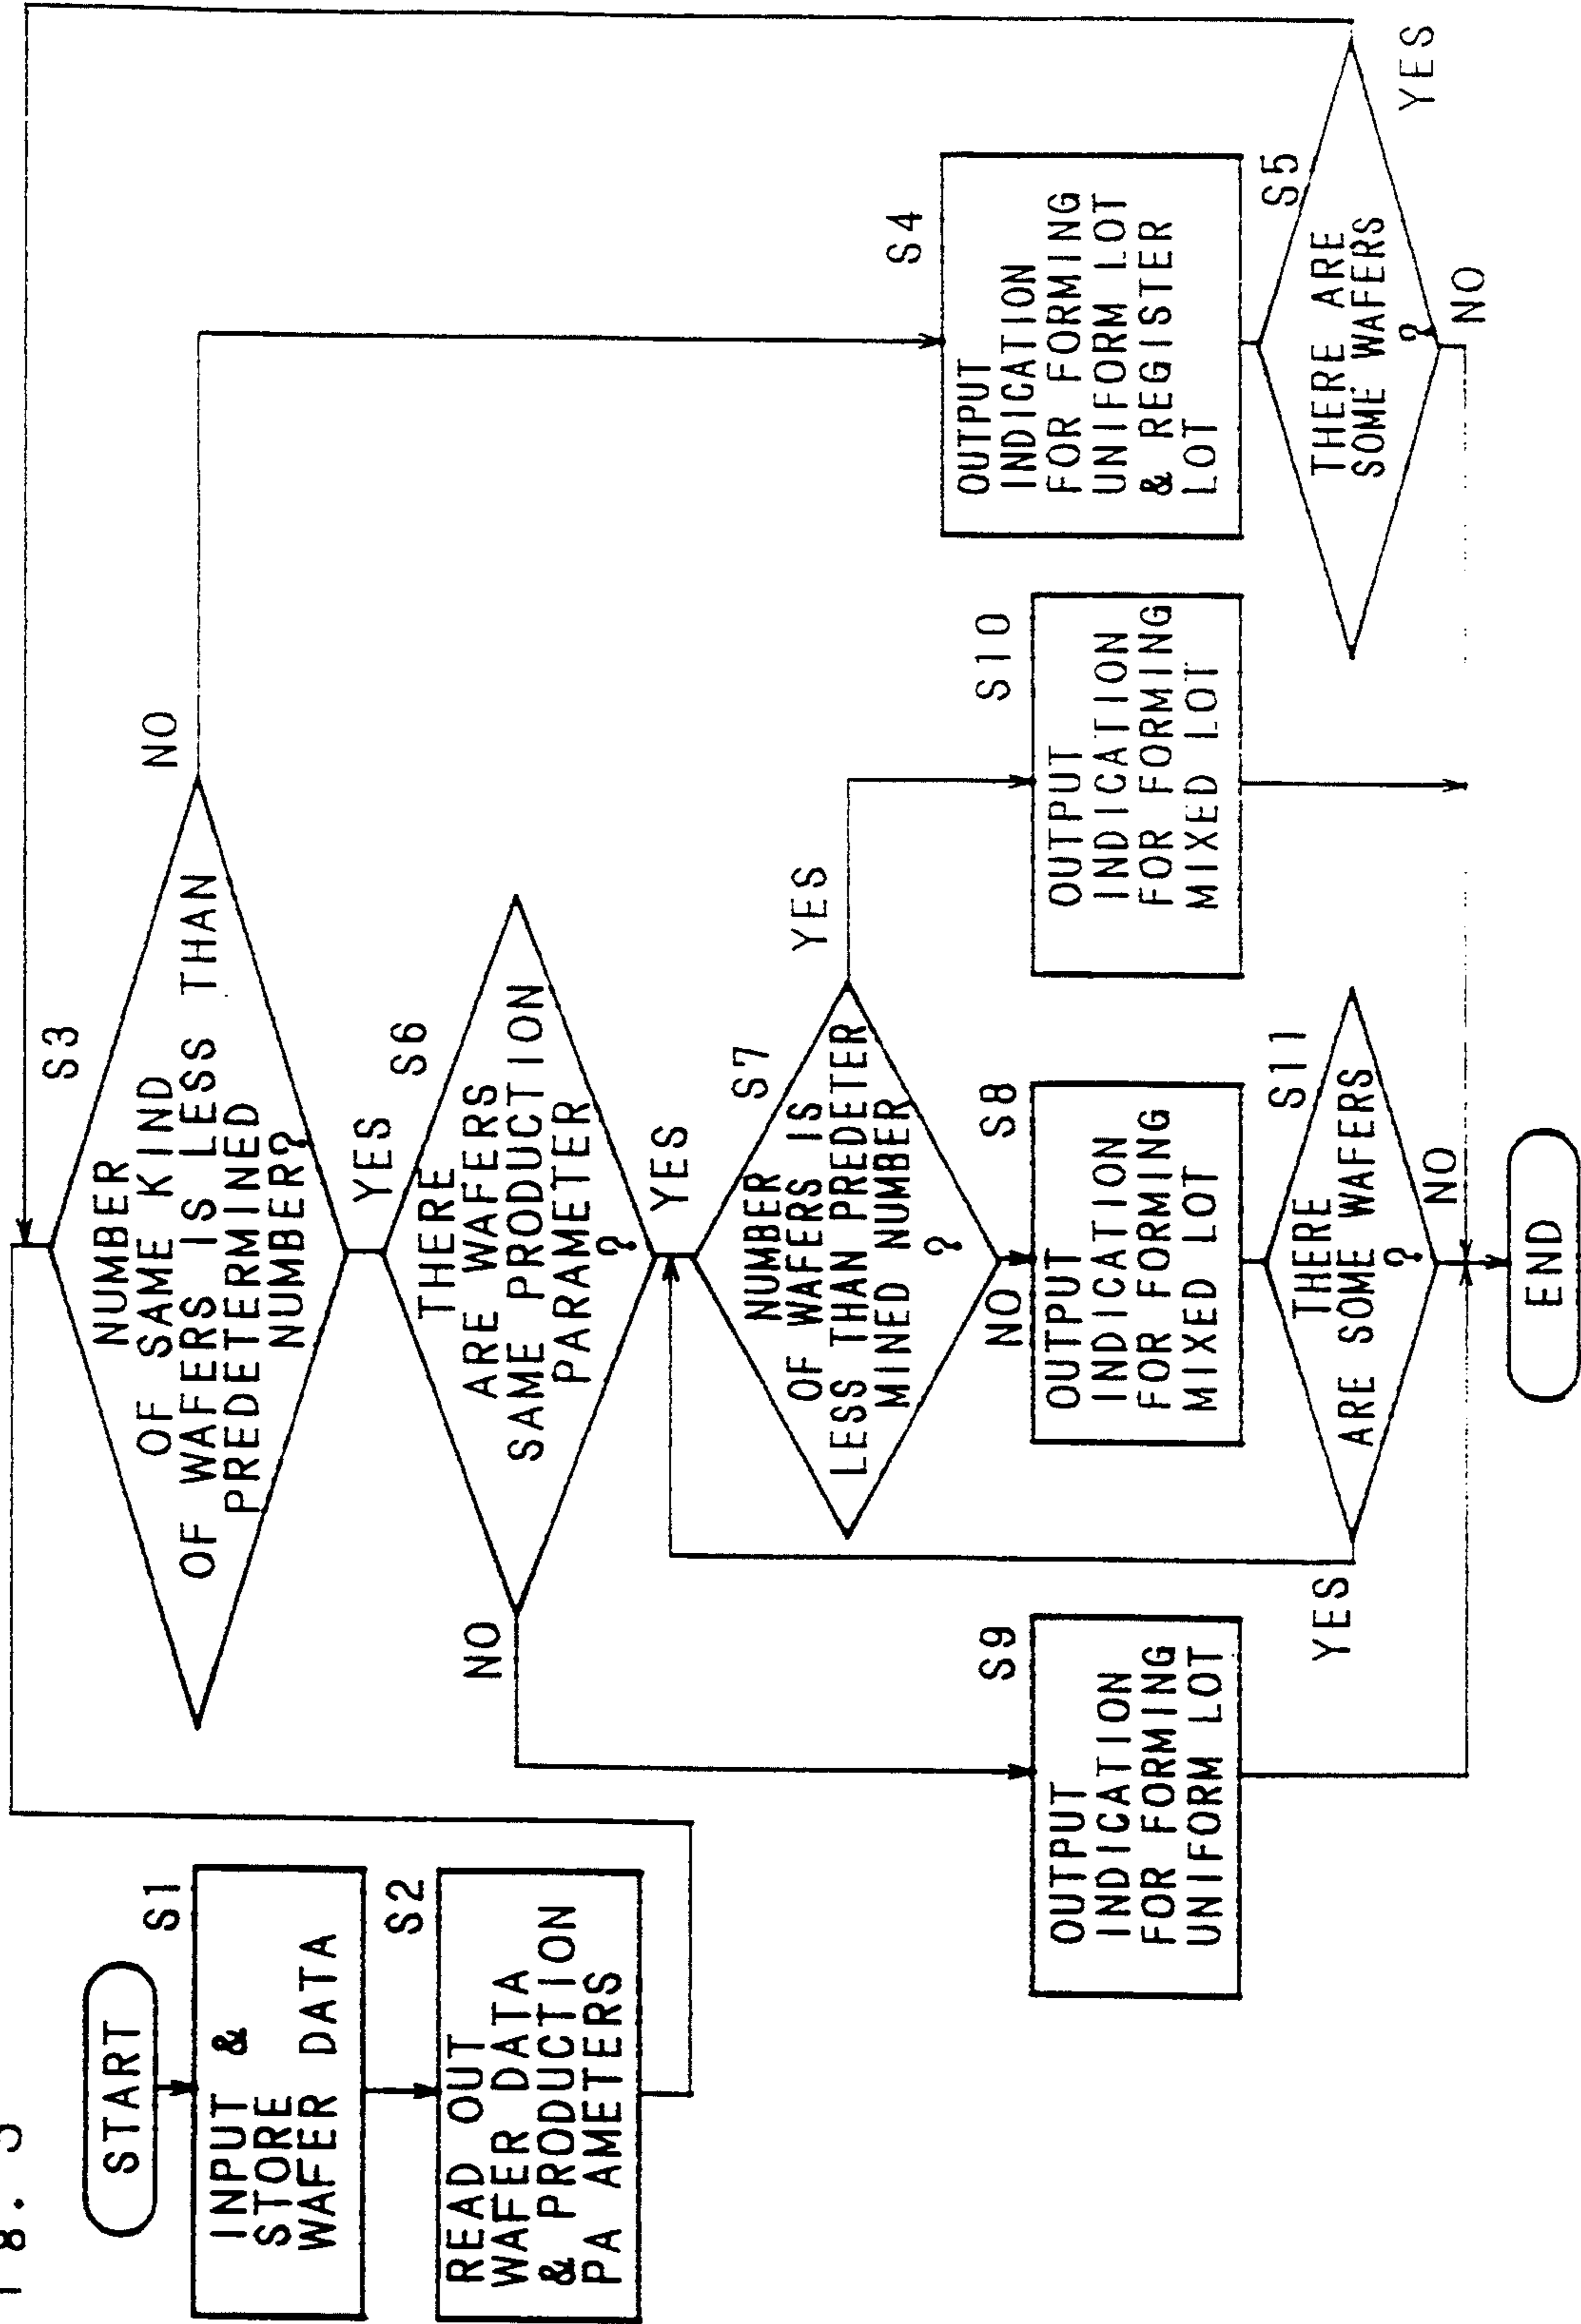 START
S1
INPUT &
STORE
WAFER DATA
S2
READ OUT
WAFER DATA
& PRODUCTION
PA AMETERS
S3
NUMBER
OF SAME KIND
OF WAFERS IS LESS THAN
PREDETERMINED
NUMBER?
NO
YES
S6
THERE
ARE WAFERS
SAME PRODUCTION
PARAMETER
?
NO
YES
S7
NUMBER
OF WAFERS IS
LESS THAN PREDETER
MINED NUMBER
?
YES
NO
S9
OUTPUT
INDICATION
FOR FORMING
UNIFORM LOT
S8
OUTPUT
INDICATION
FOR FORMING
MIXED LOT
S10
OUTPUT
INDICATION
FOR FORMING
MIXED LOT
S4
OUTPUT
INDICATION
FOR FORMING
UNIFORM LOT
& REGISTER
LOT
S11
THERE
ARE SOME WAFERS
?
YES
NO
S5
THERE ARE
SOME WAFERS
?
YES
NO
END